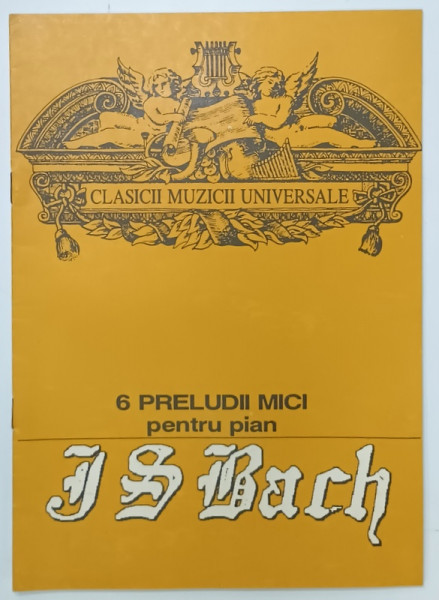 CLASICII MUZICII UNIVERSALE
6 PRELUDII MICI
pentru pian
J S Bach